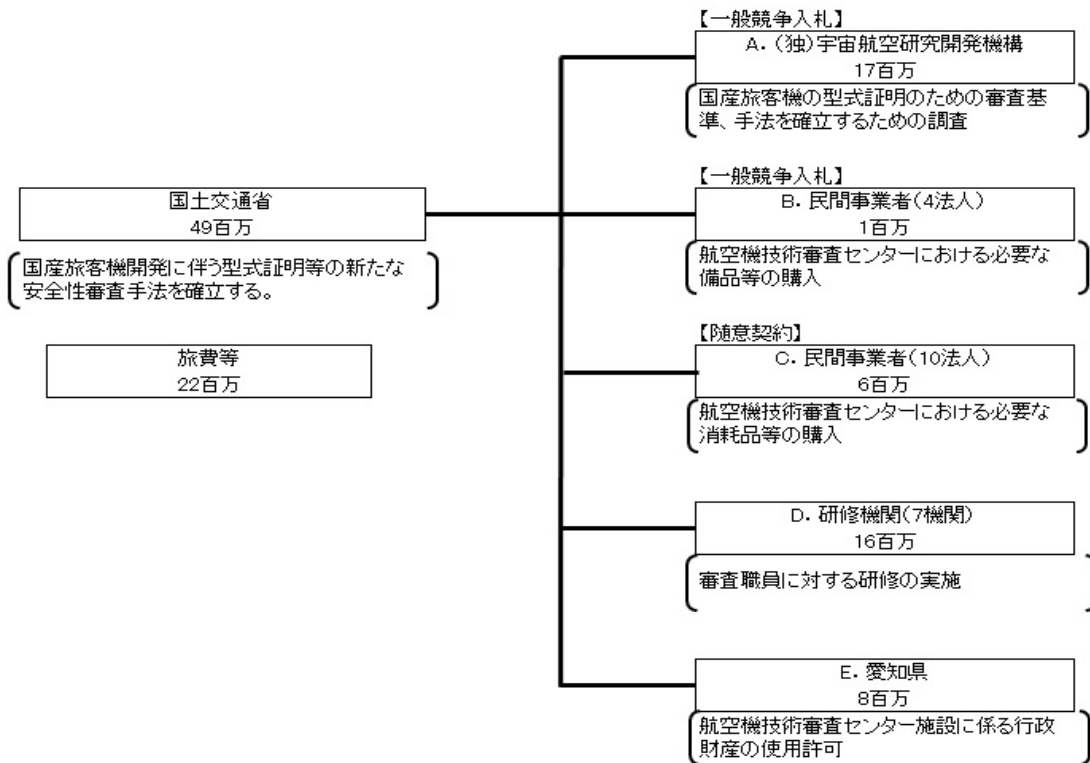 【一般競争入札】
A．（独）宇宙航空研究開発機構
17百万
国産旅客機の型式証明のための審査基
準、手法を確立するための調査
【一般競争入札】
国土交通省
49百万
国産旅客機開発に伴う型式証明等の新たな
安全性審査手法を確立する。
旅費等
22百万
B．民間事業者（4法人）
1百万
航空機技術審査センターにおける必要な
備品等の購入
【随意契約】
C．民間事業者（10法人）
6百万
航空機技術審査センターにおける必要な
消耗品等の購入
D．研修機関（7機関）
16百万
審査職員に対する研修の実施
E．愛知県
8百万
航空機技術審査センター施設に係る行政
財産の使用許可